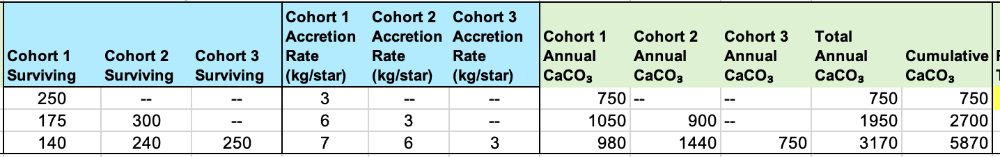 Cohort 1 Surviving | Cohort 2 Surviving | Cohort 3 Surviving | Cohort 1 Accretion Rate (kg/star) | Cohort 2 Accretion Rate (kg/star) | Cohort 3 Accretion Rate (kg/star) | Cohort 1 Annual CaCO₃ | Cohort 2 Annual CaCO₃ | Cohort 3 Annual CaCO₃ | Total Annual CaCO₃ | Cumulative CaCO₃
250 | -- | -- | 3 | -- | -- | 750 | -- | -- | 750 | 750
175 | 300 | -- | 6 | 3 | -- | 1050 | 900 | -- | 1950 | 2700
140 | 240 | 250 | 7 | 6 | 3 | 980 | 1440 | 750 | 3170 | 5870